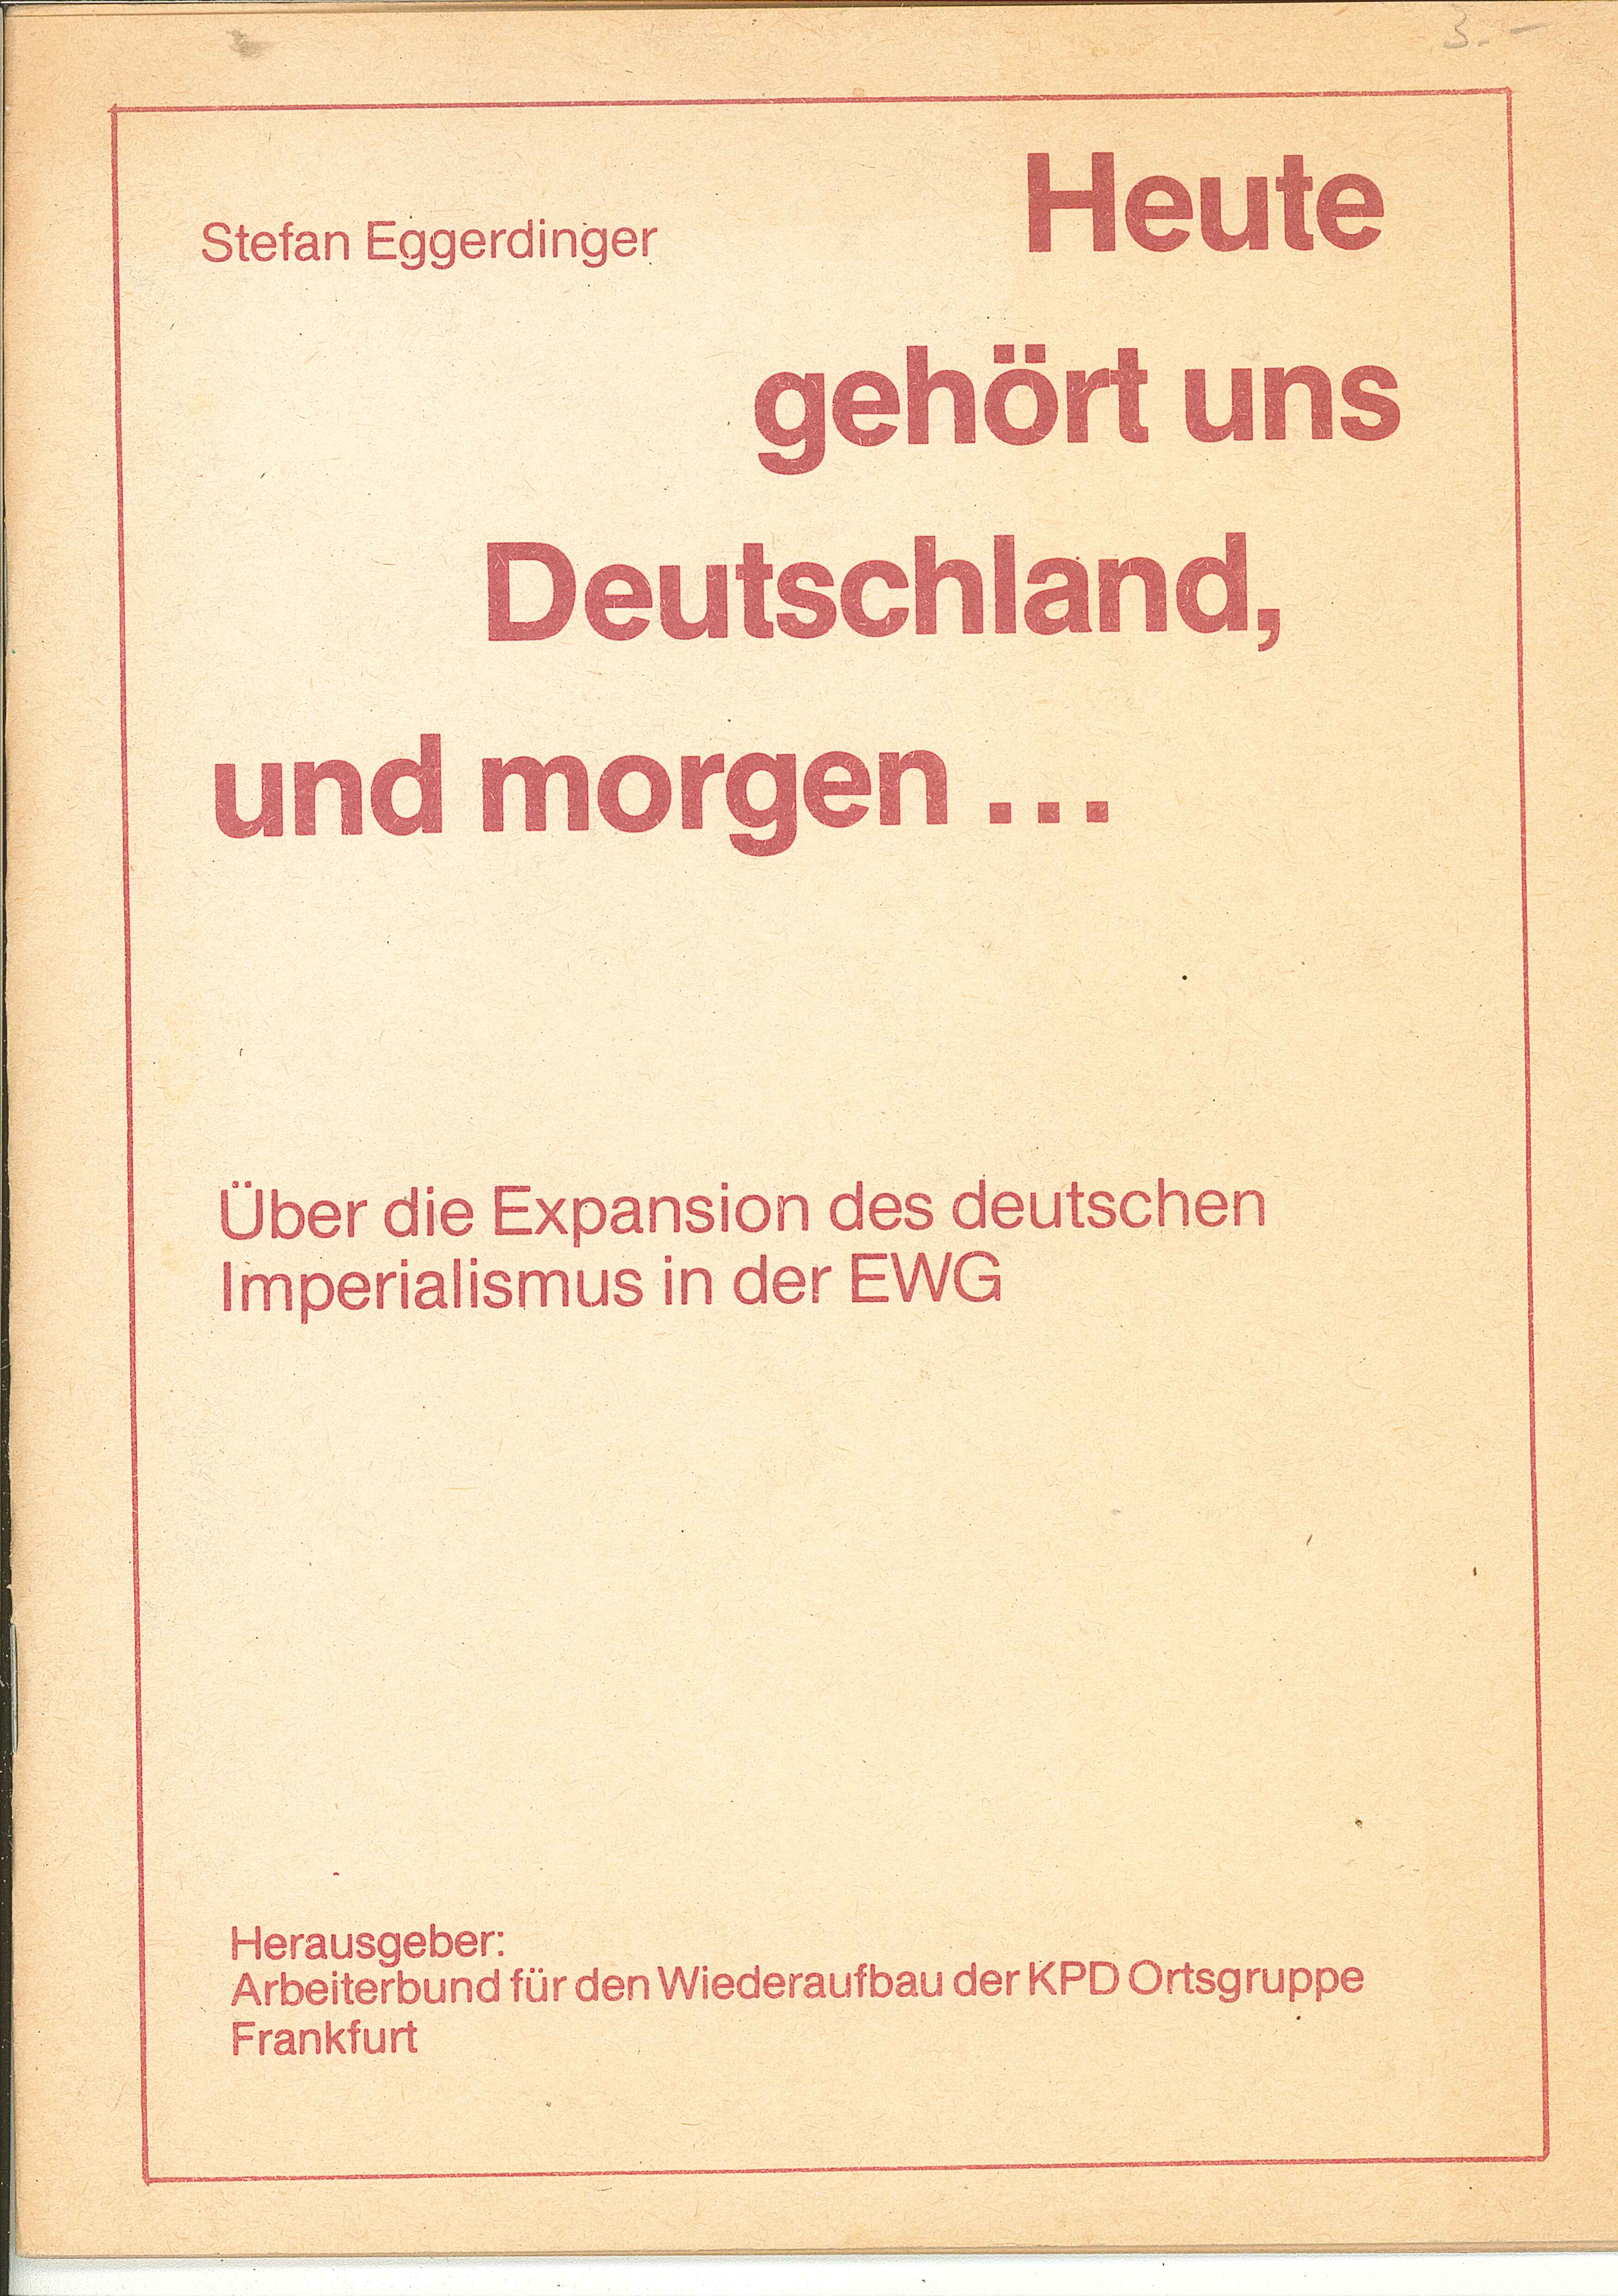 3.-
Stefan Eggerdinger
Heute
gehört uns
Deutschland,
und morgen ...
Über die Expansion des deutschen
Imperialismus in der EWG
Herausgeber:
Arbeiterbund für den Wiederaufbau der KPD Ortsgruppe
Frankfurt